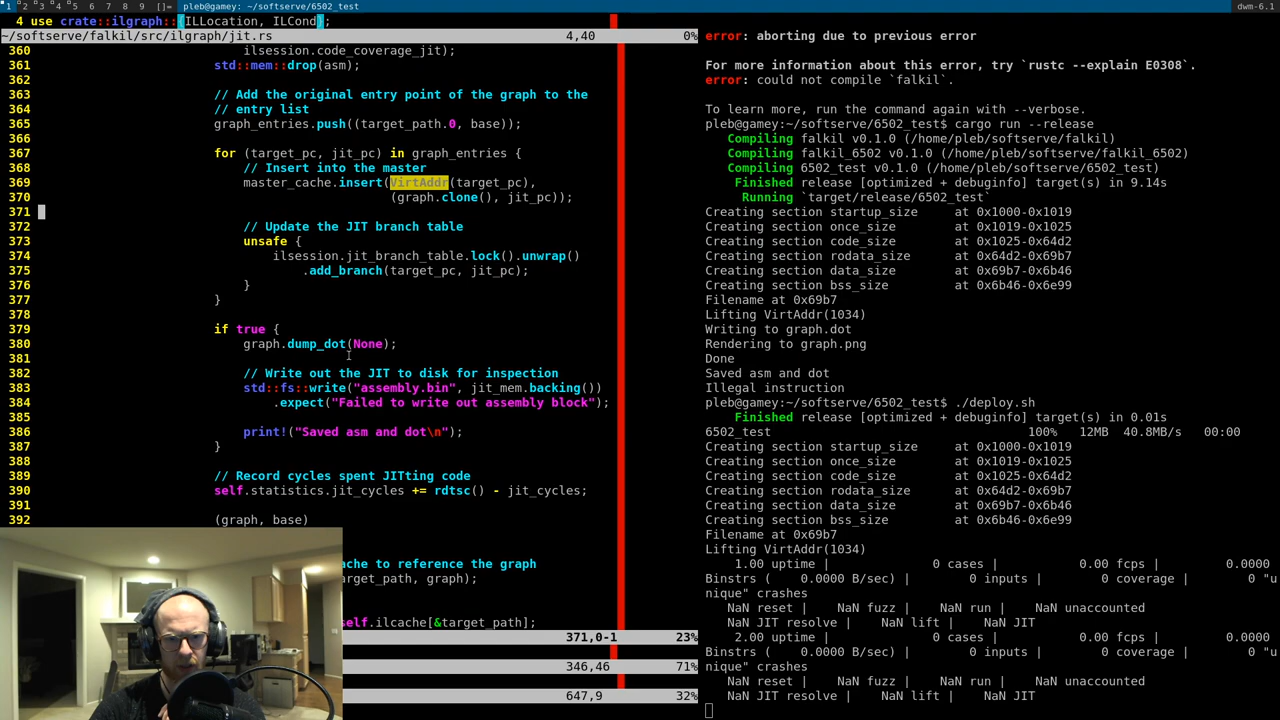 1 2 3 4 5 6 7 8 9 []= pleb@gamey:~/softserve/6502_test dwm-6.1
4 use crate::ilgraph::{ILLocation, ILCond};
~/softserve/falkil/src/ilgraph/jit.rs 4,40 0%
360 ilsession.code_coverage_jit);
361 std::mem::drop(asm);
362
363 // Add the original entry point of the graph to the
364 // entry list
365 graph_entries.push((target_path.0, base));
366
367 for (target_pc, jit_pc) in graph_entries {
368 // Insert into the master
369 master_cache.insert(VirtAddr(target_pc),
370 (graph.clone(), jit_pc));
371
372 // Update the JIT branch table
373 unsafe {
374 ilsession.jit_branch_table.lock().unwrap()
375 .add_branch(target_pc, jit_pc);
376 }
377 }
378
379 if true {
380 graph.dump_dot(None);
381
382 // Write out the JIT to disk for inspection
383 std::fs::write("assembly.bin", jit_mem.backing())
384 .expect("Failed to write out assembly block");
385
386 print!("Saved asm and dot\n");
387 }
388
389 // Record cycles spent JITting code
390 self.statistics.jit_cycles += rdtsc() - jit_cycles;
391
392 (graph, base)
ache to reference the graph
arget_path, graph);
elf.ilcache[&target_path];
371,0-1 23%
346,46 71%
647,9 32%
error: aborting due to previous error
For more information about this error, try `rustc --explain E0308`.
error: could not compile `falkil`.
To learn more, run the command again with --verbose.
pleb@gamey:~/softserve/6502_test$ cargo run --release
Compiling falkil v0.1.0 (/home/pleb/softserve/falkil)
Compiling falkil_6502 v0.1.0 (/home/pleb/softserve/falkil_6502)
Compiling 6502_test v0.1.0 (/home/pleb/softserve/6502_test)
Finished release [optimized + debuginfo] target(s) in 9.14s
Running `target/release/6502_test`
Creating section startup_size at 0x1000-0x1019
Creating section once_size at 0x1019-0x1025
Creating section code_size at 0x1025-0x64d2
Creating section rodata_size at 0x64d2-0x69b7
Creating section data_size at 0x69b7-0x6b46
Creating section bss_size at 0x6b46-0x6e99
Filename at 0x69b7
Lifting VirtAddr(1034)
Writing to graph.dot
Rendering to graph.png
Done
Saved asm and dot
Illegal instruction
pleb@gamey:~/softserve/6502_test$ ./deploy.sh
Finished release [optimized + debuginfo] target(s) in 0.01s
6502_test 100% 12MB 40.8MB/s 00:00
Creating section startup_size at 0x1000-0x1019
Creating section once_size at 0x1019-0x1025
Creating section code_size at 0x1025-0x64d2
Creating section rodata_size at 0x64d2-0x69b7
Creating section data_size at 0x69b7-0x6b46
Creating section bss_size at 0x6b46-0x6e99
Filename at 0x69b7
Lifting VirtAddr(1034)
1.00 uptime | 0 cases | 0.00 fcps | 0.0000
Binstrs ( 0.0000 B/sec) | 0 inputs | 0 coverage | 0 "u
nique" crashes
NaN reset | NaN fuzz | NaN run | NaN unaccounted
NaN JIT resolve | NaN lift | NaN JIT
2.00 uptime | 0 cases | 0.00 fcps | 0.0000
Binstrs ( 0.0000 B/sec) | 0 inputs | 0 coverage | 0 "u
nique" crashes
NaN reset | NaN fuzz | NaN run | NaN unaccounted
NaN JIT resolve | NaN lift | NaN JIT